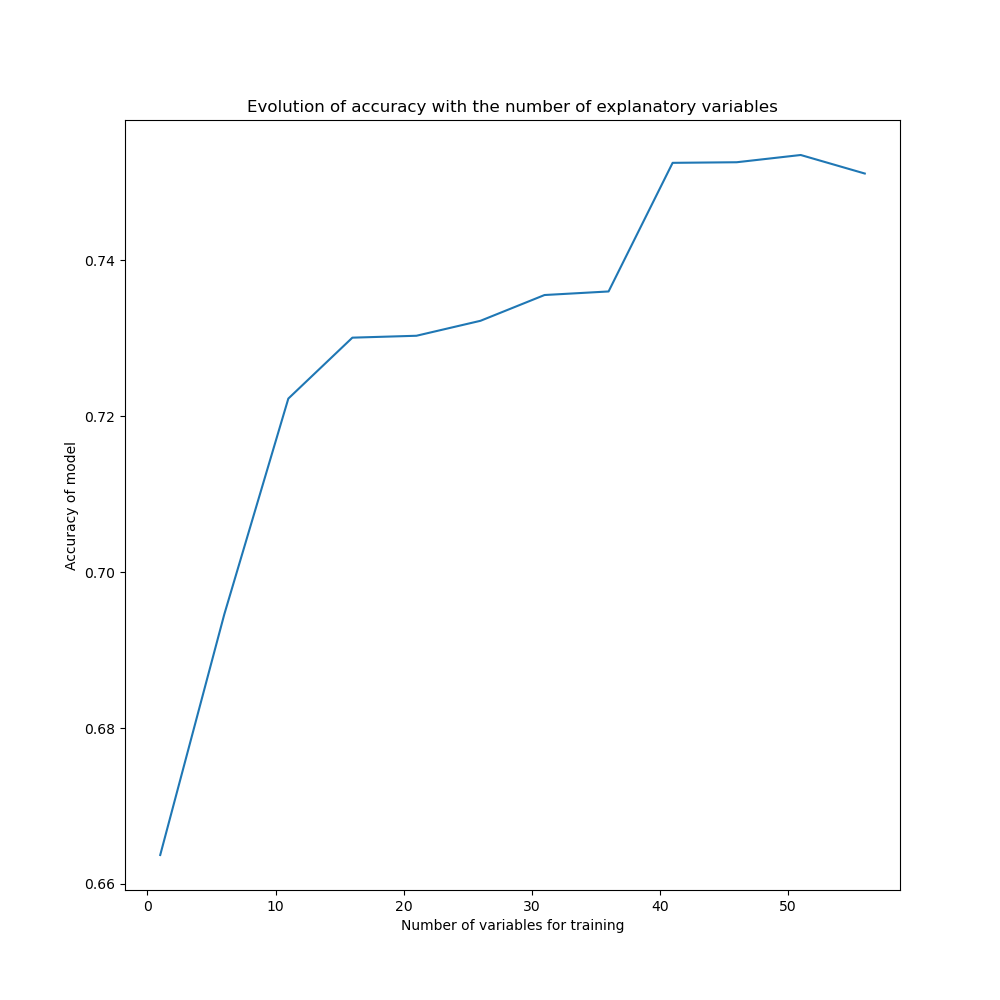 Evolution of accuracy with the number of explanatory variables
0.74
0.72
0.70
0.68
0.66
Accuracy of model
0 10 20 30 40 50
Number of variables for training